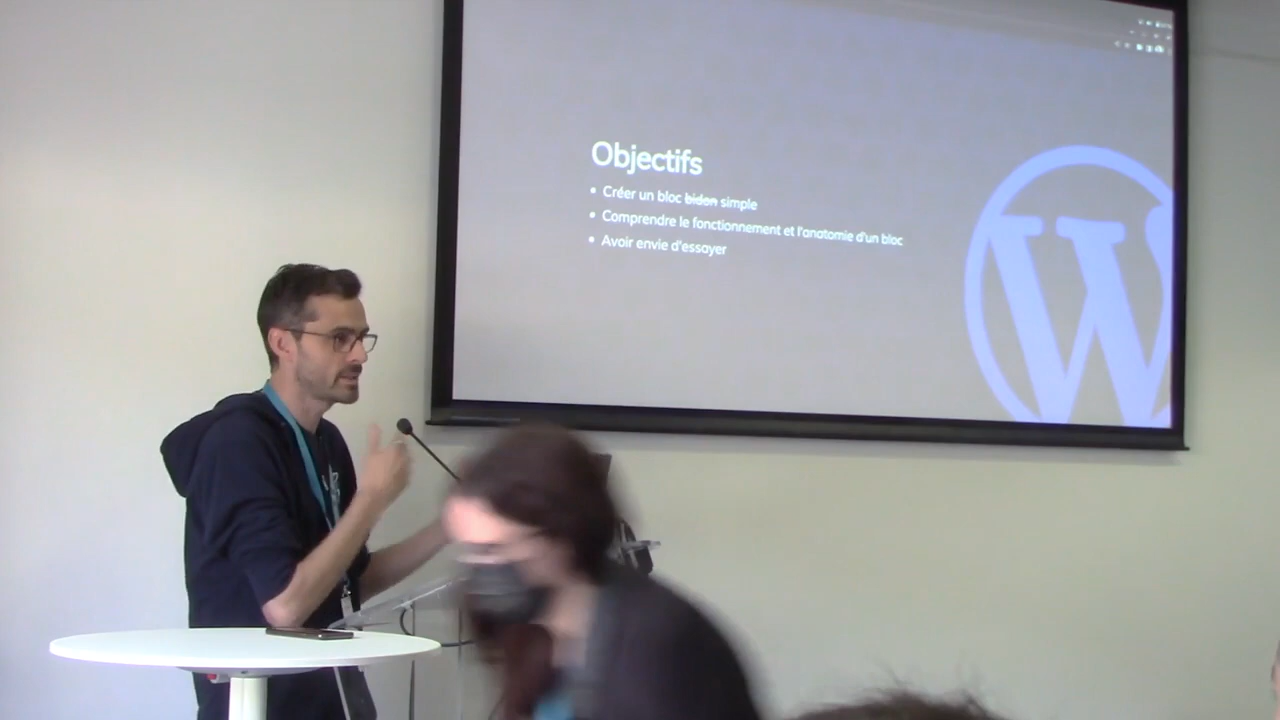 Objectifs
• Créer un bloc bidon simple
• Comprendre le fonctionnement et l'anatomie d'un bloc
• Avoir envie d'essayer